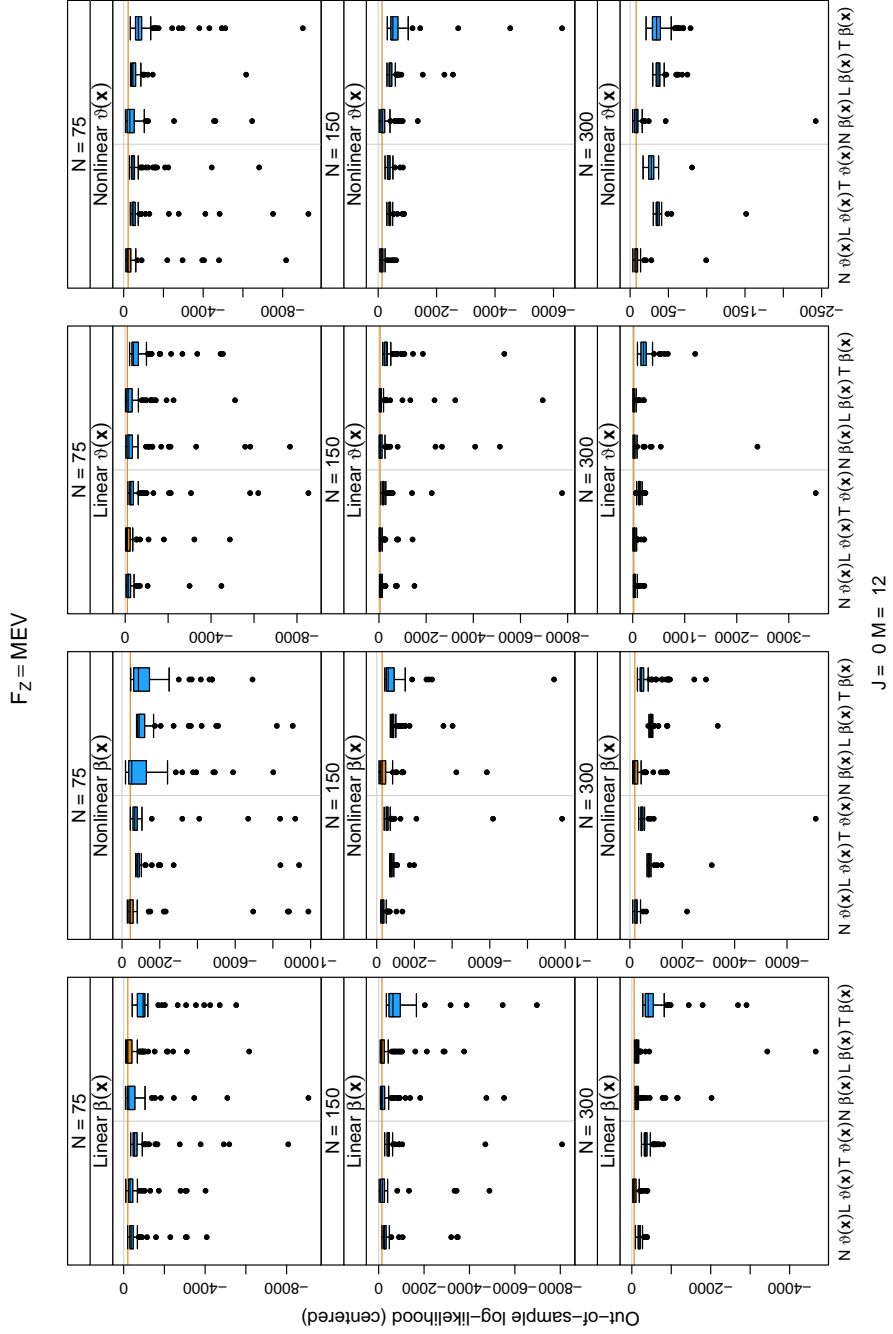 F_Z = MEV
N = 75
N = 75
N = 75
N = 75
Linear β(x)
Nonlinear β(x)
Linear ϑ(x)
Nonlinear ϑ(x)
0
−4000
−8000
0
−2000
−6000
−10000
0
−4000
−8000
0
−4000
−8000
N = 150
N = 150
N = 150
N = 150
Linear β(x)
Nonlinear β(x)
Linear ϑ(x)
Nonlinear ϑ(x)
0
−2000
−4000
−6000
−8000
0
−2000
−6000
−10000
0
−2000
−4000
−6000
−8000
0
−2000
−4000
−6000
N = 300
N = 300
N = 300
N = 300
Linear β(x)
Nonlinear β(x)
Linear ϑ(x)
Nonlinear ϑ(x)
0
−2000
−4000
0
−2000
−4000
−6000
0
−1000
−2000
−3000
0
−500
−1500
−2500
N ϑ(x) L ϑ(x) T ϑ(x) N β(x) L β(x) T β(x)
N ϑ(x) L ϑ(x) T ϑ(x) N β(x) L β(x) T β(x)
N ϑ(x) L ϑ(x) T ϑ(x) N β(x) L β(x) T β(x)
N ϑ(x) L ϑ(x) T ϑ(x) N β(x) L β(x) T β(x)
Out−of−sample log−likelihood (centered)
J = 0 M = 12